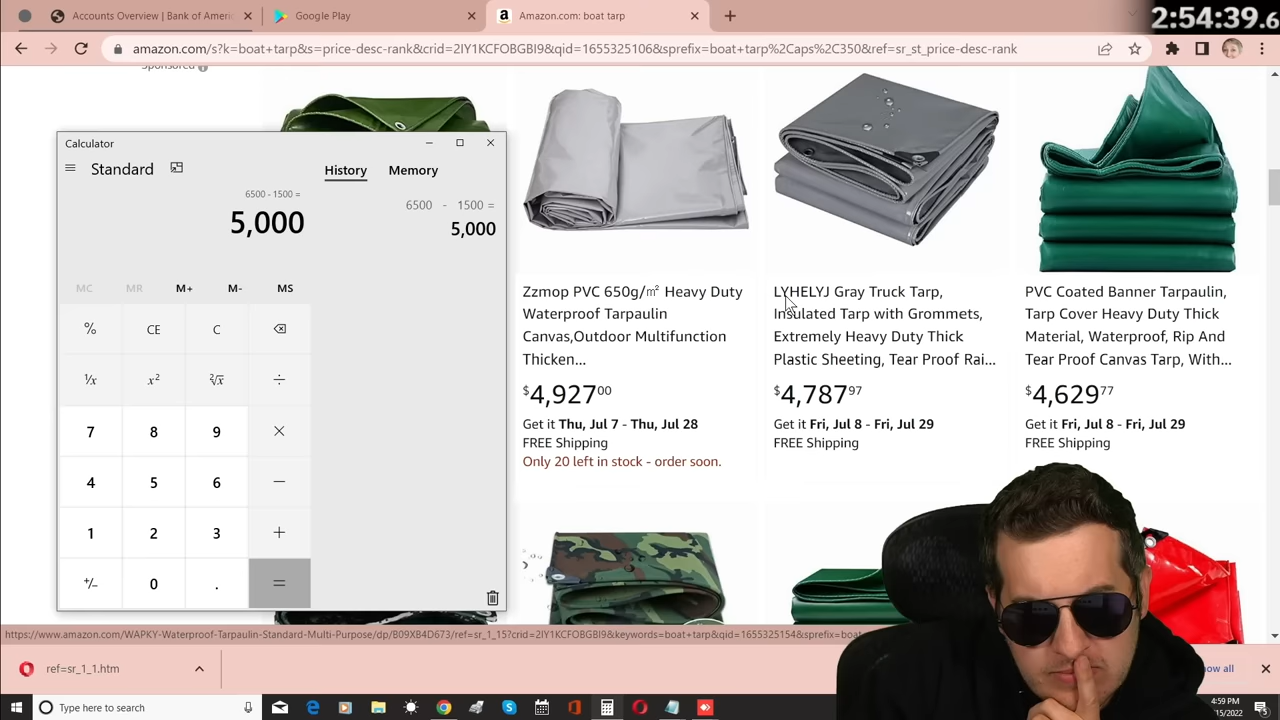 Accounts Overview | Bank of Ameri
Google Play
Amazon.com: boat tarp
2:54:39.6
amazon.com/s?k=boat+tarp&s=price-desc-rank&crid=2IY1KCFOBGBI9&qid=1655325106&sprefix=boat+tarp%2Caps%2C350&ref=sr_st_price-desc-rank
Sponsored
Calculator
Standard
History
Memory
6500 - 1500 =
5,000
6500 - 1500 =
5,000
MC MR M+ M- MS
% CE C
¹/x x² ²√x ÷
7 8 9 ×
4 5 6 −
1 2 3 +
+/− 0 . =
Zzmop PVC 650g/㎡ Heavy Duty
Waterproof Tarpaulin
Canvas,Outdoor Multifunction
Thicken...
$4,92700
Get it Thu, Jul 7 - Thu, Jul 28
FREE Shipping
Only 20 left in stock - order soon.
LYHELYJ Gray Truck Tarp,
Insulated Tarp with Grommets,
Extremely Heavy Duty Thick
Plastic Sheeting, Tear Proof Rai...
$4,78797
Get it Fri, Jul 8 - Fri, Jul 29
FREE Shipping
PVC Coated Banner Tarpaulin,
Tarp Cover Heavy Duty Thick
Material, Waterproof, Rip And
Tear Proof Canvas Tarp, With...
$4,62977
Get it Fri, Jul 8 - Fri, Jul 29
FREE Shipping
https://www.amazon.com/WAPKY-Waterproof-Tarpaulin-Standard-Multi-Purpose/dp/B09X84D673/ref=sr_1_15?crid=2IY1KCFOBGBI9&keywords=boat+tarp&qid=1655325154&sprefix=boa
ref=sr_1_1.htm
ow all
Type here to search
4:59 PM
/15/2022